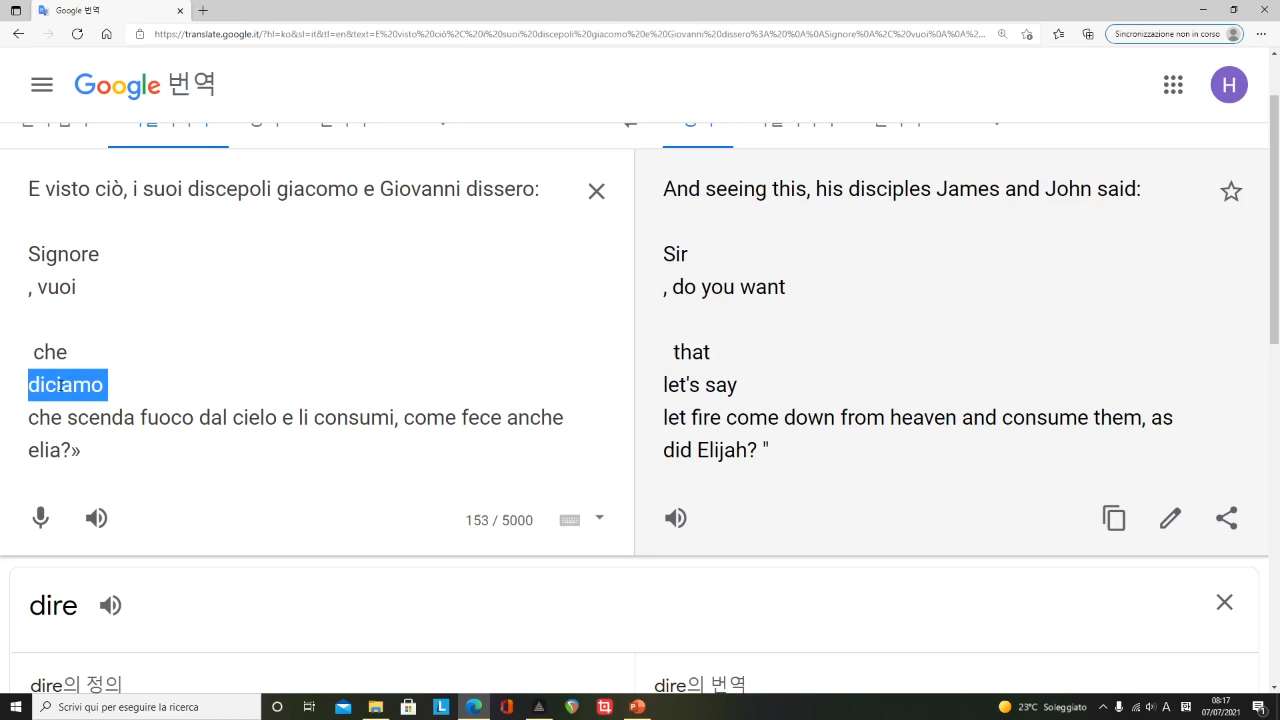 Google 번역
https://translate.google.it/?hl=ko&sl=it&tl=en&text=E%20visto%20ciò%2C%20i%20suoi%20discepoli%20giacomo%20e%20Giovanni%20dissero%3A%20%0A%0ASignore%0A%2C%20vuoi%0A%0A%2...
Sincronizzazione non in corso
Google 번역
H
E visto ciò, i suoi discepoli giacomo e Giovanni dissero:
Signore
, vuoi
che
diciamo
che scenda fuoco dal cielo e li consumi, come fece anche
elia?»
153 / 5000
And seeing this, his disciples James and John said:
Sir
, do you want
that
let's say
let fire come down from heaven and consume them, as
did Elijah? "
dire
dire의 정의
dire의 번역
Scrivi qui per eseguire la ricerca
23°C Soleggiato
08:17
07/07/2021